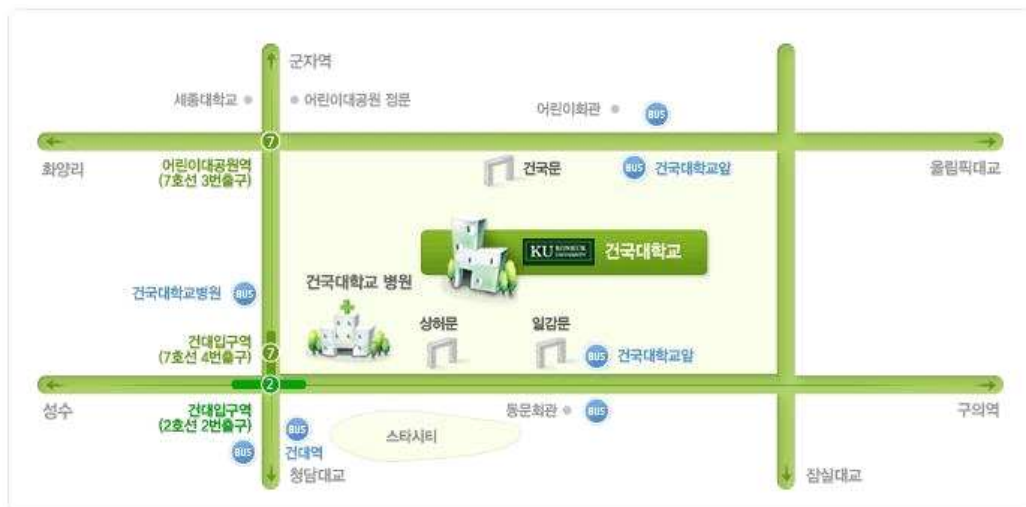 군자역
세종대학교
어린이대공원 정문
어린이회관
BUS
7
화양리
어린이대공원역
(7호선 3번출구)
건국문
BUS 건국대학교앞
올림픽대교
KU KONKUK
UNIVERSITY
건국대학교
건국대학교 병원
건국대학교병원 BUS
상허문
일감문
건대입구역
(7호선 4번출구)
7
BUS 건국대학교앞
2
성수
건대입구역
(2호선 2번출구)
동문회관
BUS
구의역
BUS
건대역
BUS
스타시티
청담대교
잠실대교